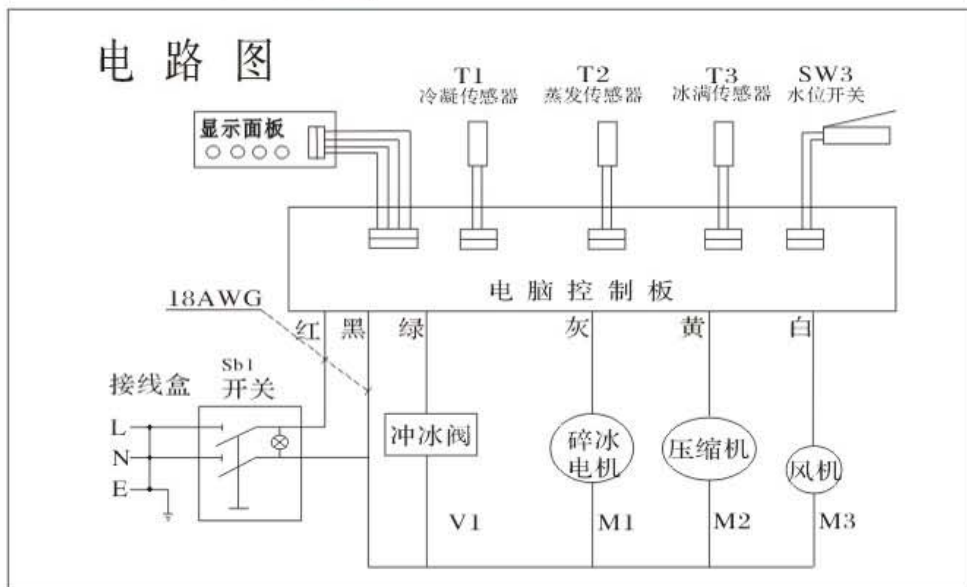 电路图
T1
冷凝传感器
T2
蒸发传感器
T3
冰满传感器
SW3
水位开关
显示面板
电脑控制板
18AWG
红
黑
绿
灰
黄
白
Sb1
开关
接线盒
L
N
E
冲冰阀
碎冰
电机
压缩机
风机
V1
M1
M2
M3